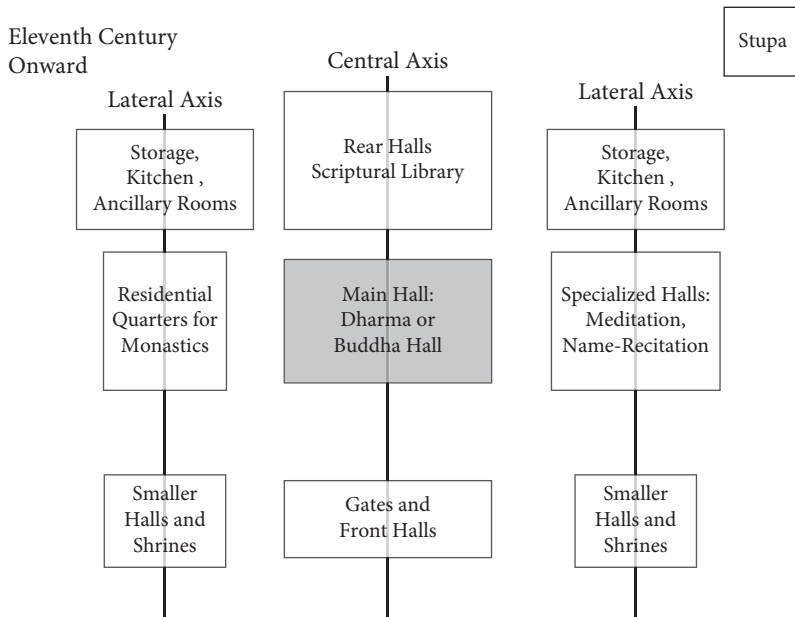 Eleventh Century
Onward
Stupa
Central Axis
Lateral Axis
Lateral Axis
Storage,
Kitchen ,
Ancillary Rooms
Rear Halls
Scriptural Library
Storage,
Kitchen ,
Ancillary Rooms
Residential
Quarters for
Monastics
Main Hall:
Dharma or
Buddha Hall
Specialized Halls:
Meditation,
Name-Recitation
Smaller
Halls and
Shrines
Gates and
Front Halls
Smaller
Halls and
Shrines